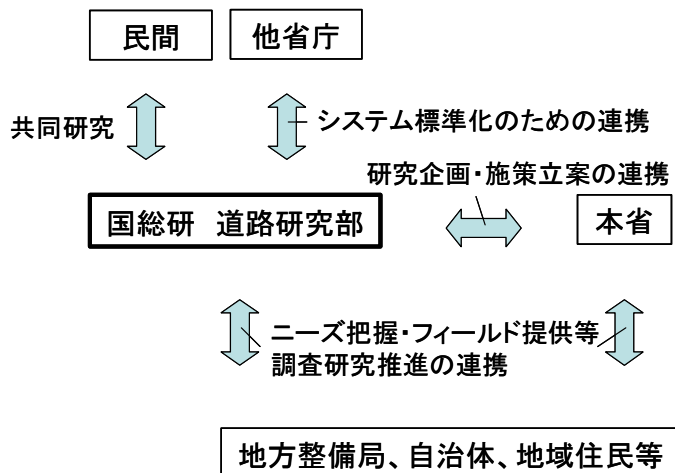 民間
他省庁
共同研究
システム標準化のための連携
研究企画・施策立案の連携
国総研 道路研究部
本省
ニーズ把握・フィールド提供等
調査研究推進の連携
地方整備局、自治体、地域住民等